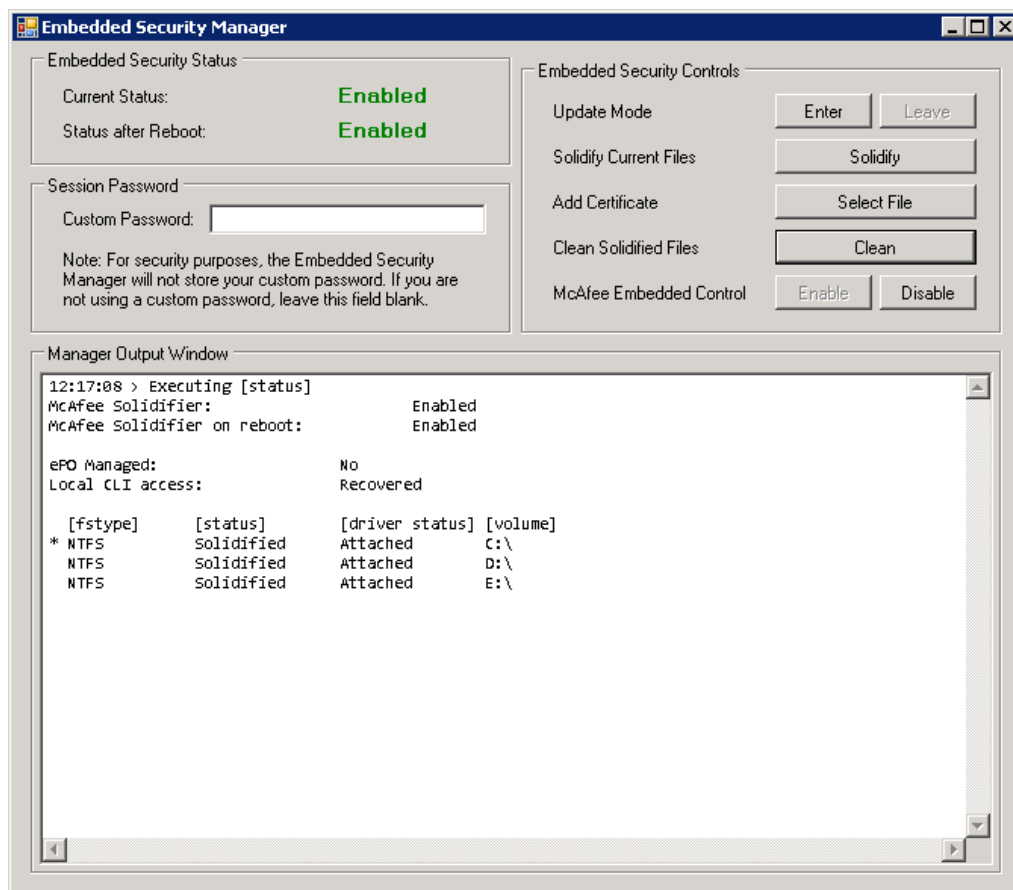 Embedded Security Manager
Embedded Security Status
Current Status: Enabled
Status after Reboot: Enabled
Session Password
Custom Password:
Note: For security purposes, the Embedded Security
Manager will not store your custom password. If you are
not using a custom password, leave this field blank.
Embedded Security Controls
Update Mode Enter Leave
Solidify Current Files Solidify
Add Certificate Select File
Clean Solidified Files Clean
McAfee Embedded Control Enable Disable
Manager Output Window
12:17:08 > Executing [status]
McAfee Solidifier: Enabled
McAfee Solidifier on reboot: Enabled
ePO Managed: No
Local CLI access: Recovered
[fstype] [status] [driver status] [volume]
* NTFS Solidified Attached C:\
NTFS Solidified Attached D:\
NTFS Solidified Attached E:\